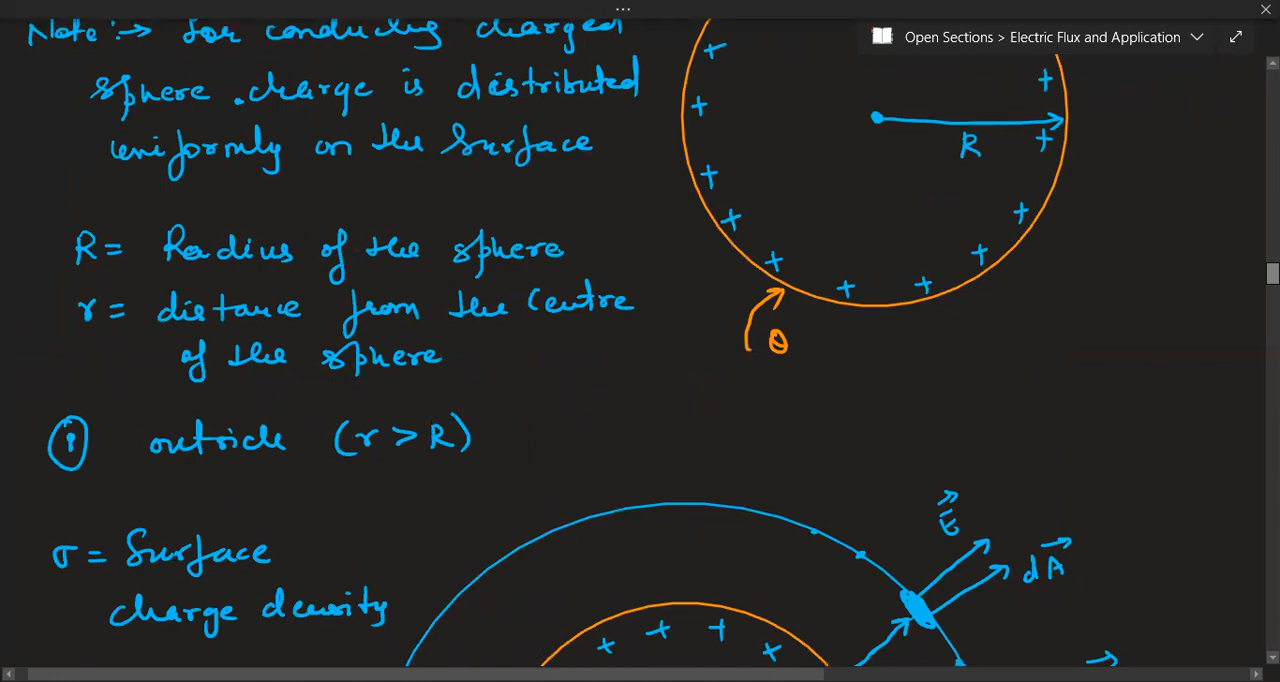 Open Sections > Electric Flux and Application
Note :→ for conducting charged
sphere . charge is distributed
uniformly on the surface
R
R = Radius of the sphere
r = distance from the Centre
of the sphere
Q
i outside (r > R)
σ = Surface
charge density
E
dA